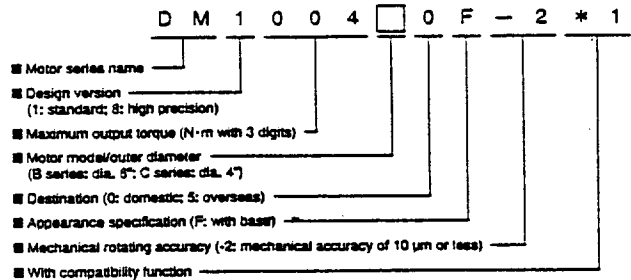 D M 1 0 0 4 □ 0 F - 2 * 1
■ Motor series name
■ Design version
(1: standard; 8: high precision)
■ Maximum output torque (N·m with 3 digits)
■ Motor model/outer diameter
(B series: dia. 6"; C series: dia. 4")
■ Destination (0: domestic; 5: overseas)
■ Appearance specification (F: with base)
■ Mechanical rotating accuracy (-2: mechanical accuracy of 10 μm or less)
■ With compatibility function